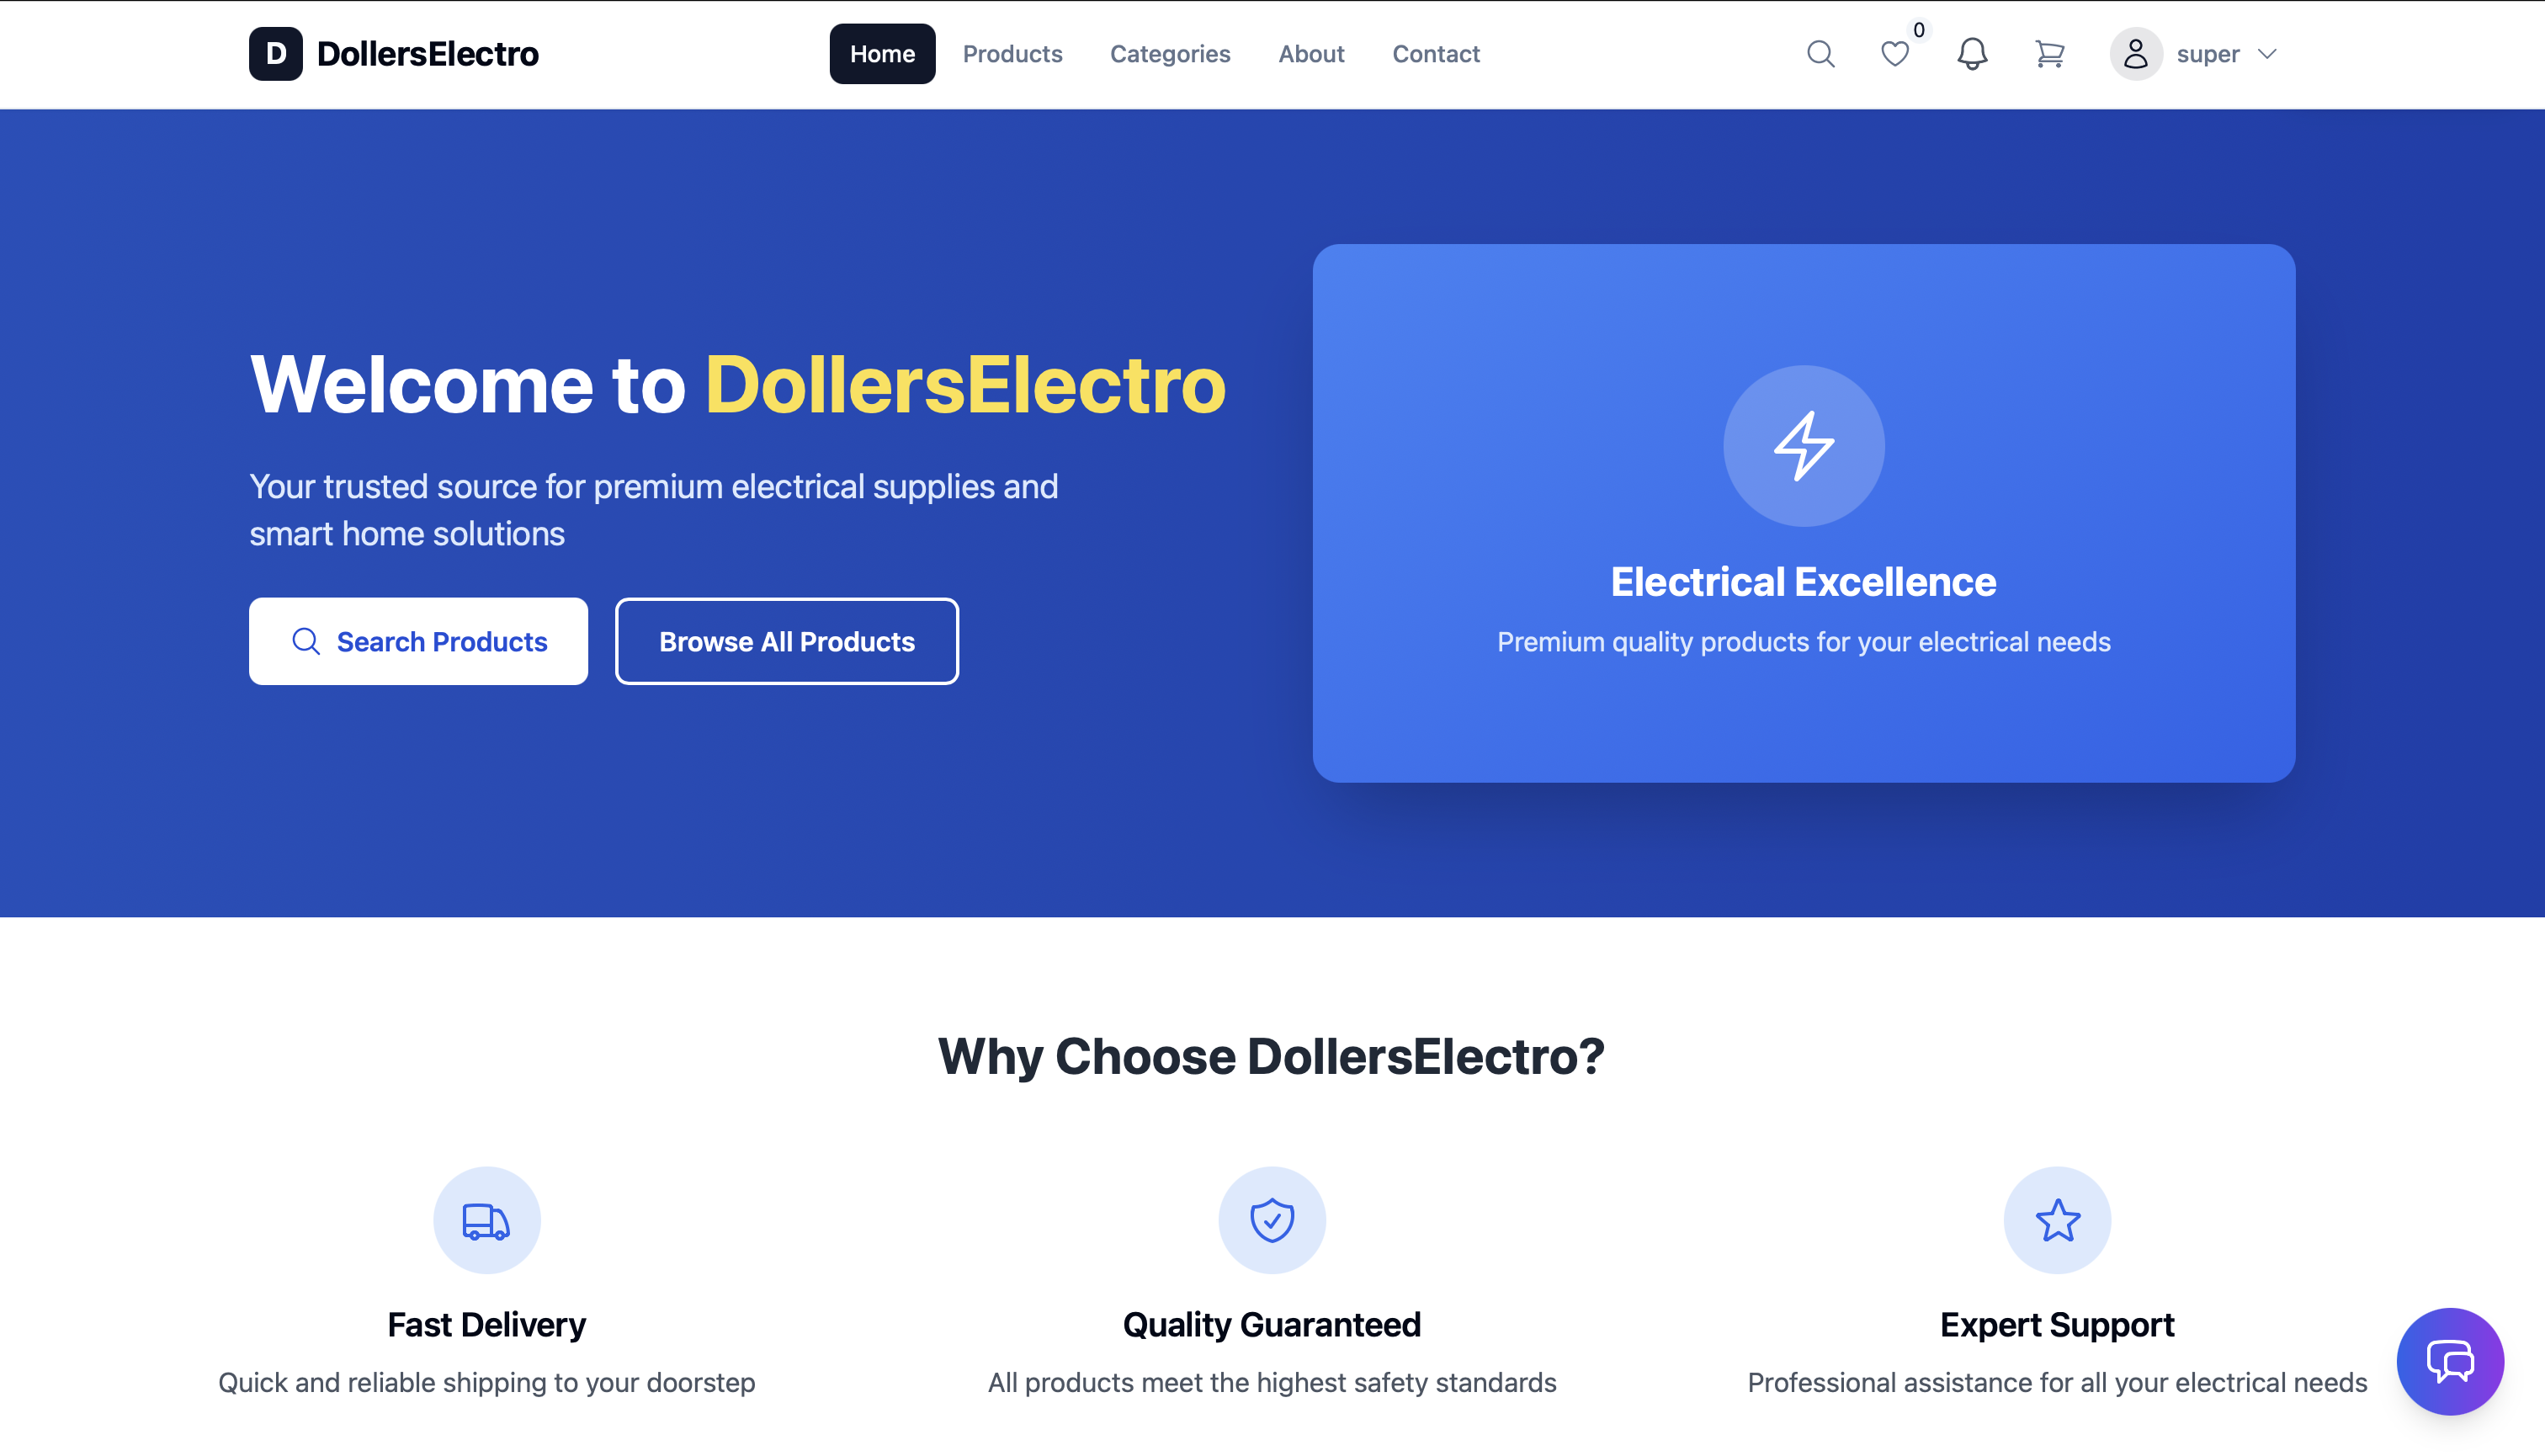 D DollersElectro
Home Products Categories About Contact
0
super
Welcome to DollersElectro
Your trusted source for premium electrical supplies and
smart home solutions
Search Products
Browse All Products
Electrical Excellence
Premium quality products for your electrical needs
Why Choose DollersElectro?
Fast Delivery
Quick and reliable shipping to your doorstep
Quality Guaranteed
All products meet the highest safety standards
Expert Support
Professional assistance for all your electrical needs